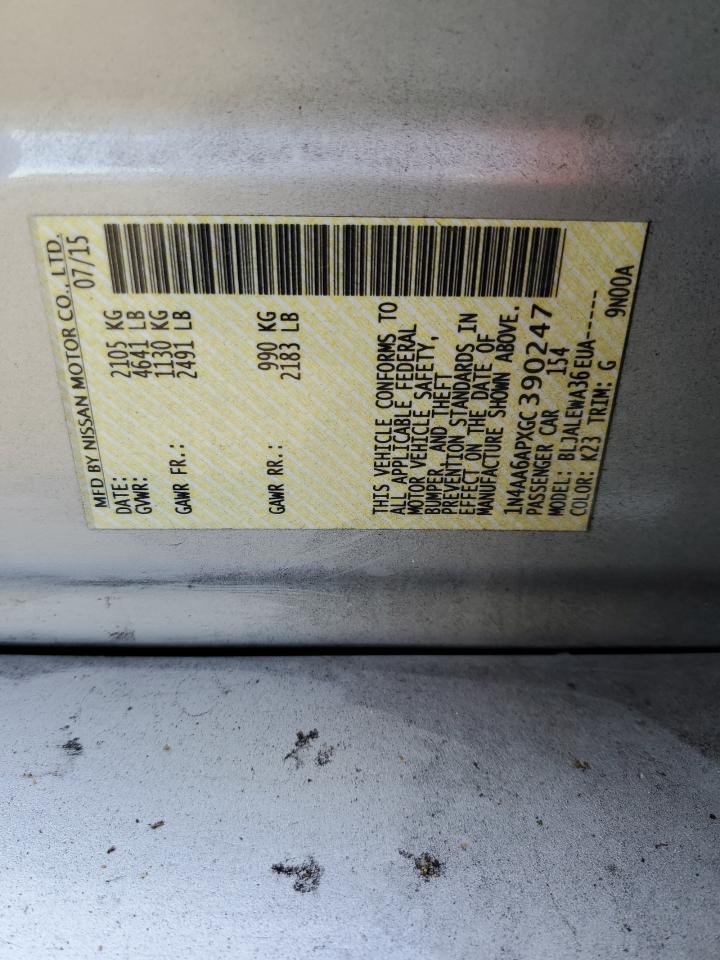 MFD BY NISSAN MOTOR CO., LTD.
DATE: 07/15
GVWR: 2105 KG
4641 LB
GAWR FR.: 1130 KG
2491 LB
GAWR RR.: 990 KG
2183 LB
THIS VEHICLE CONFORMS TO
ALL APPLICABLE FEDERAL
MOTOR VEHICLE SAFETY,
BUMPER, AND THEFT
PREVENTION STANDARDS IN
EFFECT ON THE DATE OF
MANUFACTURE SHOWN ABOVE.
1N4AA6APXGC390247
PASSENGER CAR 154
MODEL: BLJALEWA36EUA-----
COLOR: K23 TRIM: G 9N00A